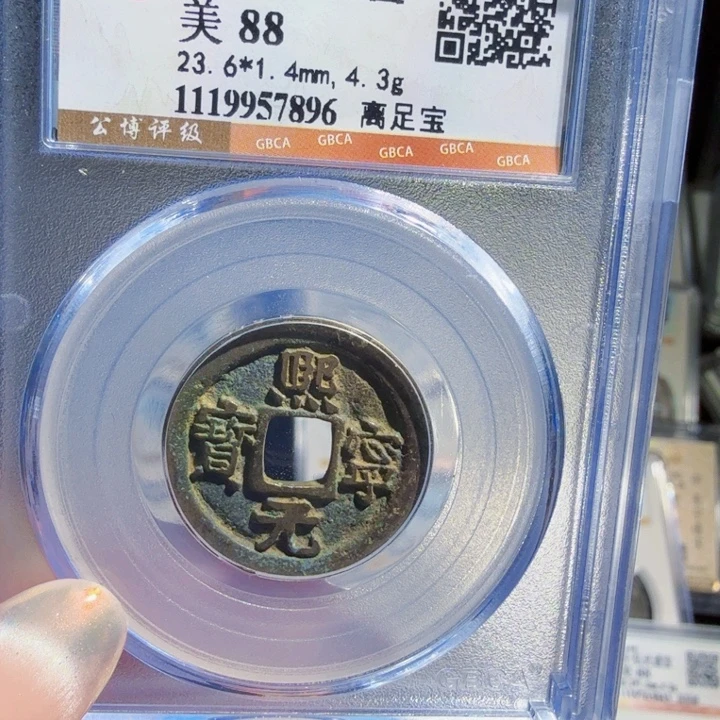 美 88
23.6*1.4mm, 4.3g
1119957896 离足宝
公博评级 GBCA GBCA GBCA GBCA GBCA
熙寧元寶